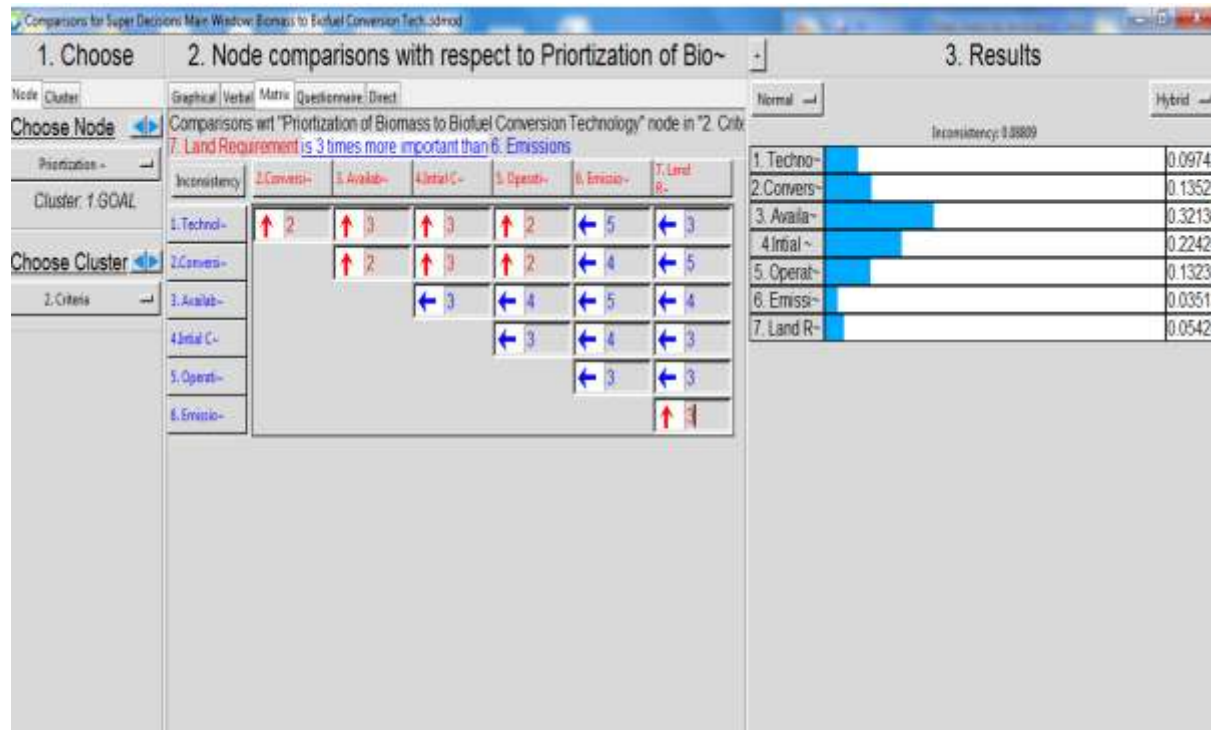 Comparisons for Super Decisions Main Window: Biomass to Biofuel Conversion Tech.sdmod
1. Choose
Node Cluster
Choose Node
Priortization ~
Cluster: 1.GOAL
Choose Cluster
2. Criteria
2. Node comparisons with respect to Priortization of Bio~
Graphical Verbal Matrix Questionnaire Direct
Comparisons wrt "Priortization of Biomass to Biofuel Conversion Technology" node in "2. Crite
7. Land Requirement is 3 times more important than 6. Emissions
Inconsistency 2.Conversi~ 3. Availab~ 4.Intial C~ 5. Operati~ 6. Emissio~ 7. Land R~
1. Technol~ 2 3 3 2 5 3
2.Conversi~ 2 3 2 4 5
3. Availab~ 3 4 5 4
4.Intial C~ 3 4 3
5. Operati~ 3 3
6. Emissio~ 3
-
3. Results
Normal Hybrid
Inconsistency: 0.08809
1. Techno~ 0.0974
2.Convers~ 0.1352
3. Availa~ 0.3213
4.Intial ~ 0.2242
5. Operat~ 0.1323
6. Emissi~ 0.0351
7. Land R~ 0.0542